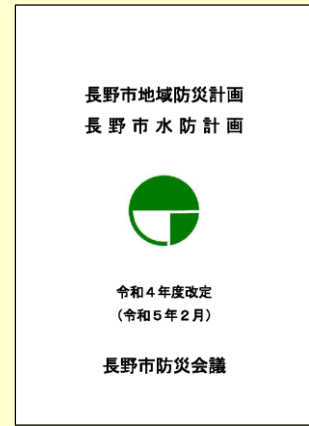 長野市地域防災計画
長野市水防計画
令和４年度改定
（令和５年２月）
長野市防災会議